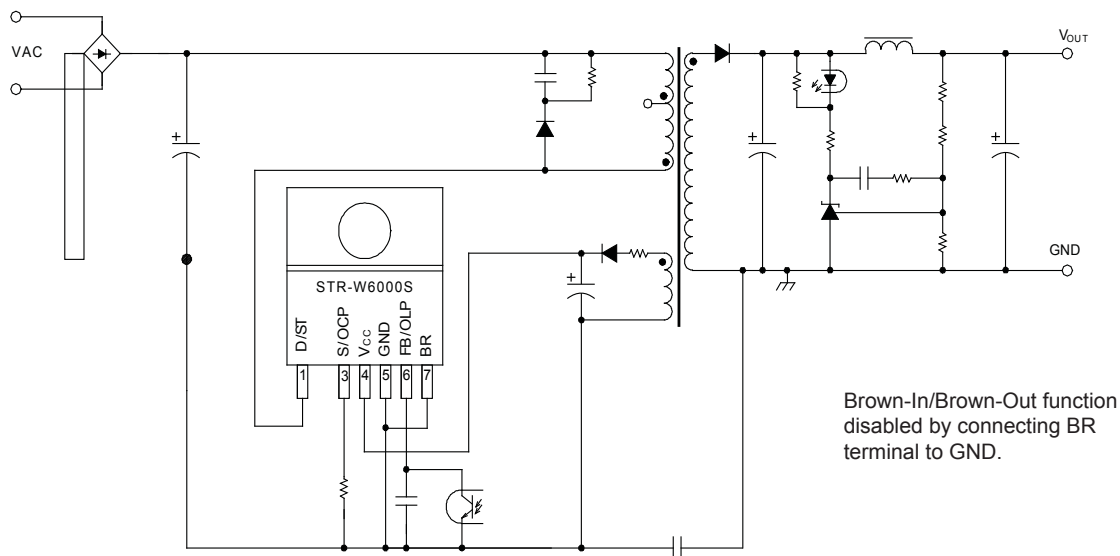 VAC
+
STR-W6000S
D/ST
S/OCP
VCC
GND
FB/OLP
BR
1
3
4
5
6
7
+
+
+
VOUT
GND
Brown-In/Brown-Out function
disabled by connecting BR
terminal to GND.